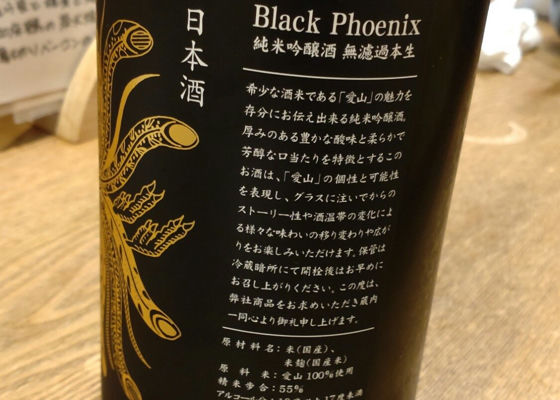 日本酒
Black Phoenix
純米吟醸酒 無濾過本生
希少な酒米である「愛山」の魅力を
存分にお伝え出来る純米吟醸酒。
厚みのある豊かな酸味と柔らかで
芳醇な口当たりを特徴とするこの
お酒は、「愛山」の個性と可能性
を表現し、グラスに注いでからの
ストーリー性や酒温帯の変化によ
る様々な味わいの移り変わりや広が
りをお楽しみいただけます。保管は
冷蔵暗所にて開栓後はお早めに
お召し上がりください。この度は、
弊社商品をお求めいただき蔵内
一同心より御礼申し上げます。
原材料名：米（国産）、
米麹（国産米）
原料米：愛山100%使用
精米歩合：55%